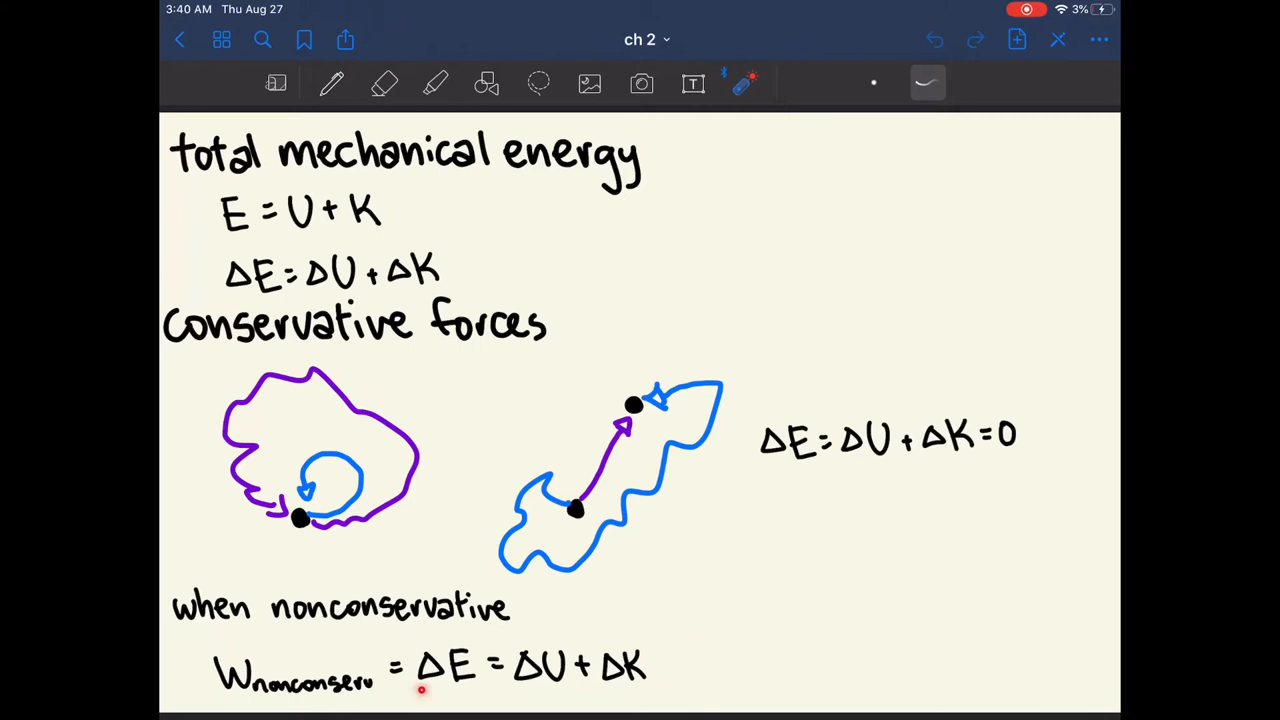 3:40 AM Thu Aug 27
3%
ch 2
T
total mechanical energy
E = U + K
ΔE = ΔU + ΔK
conservative forces
ΔE = ΔU + ΔK = 0
when nonconservative
Wnonconserv = ΔE = ΔU + ΔK